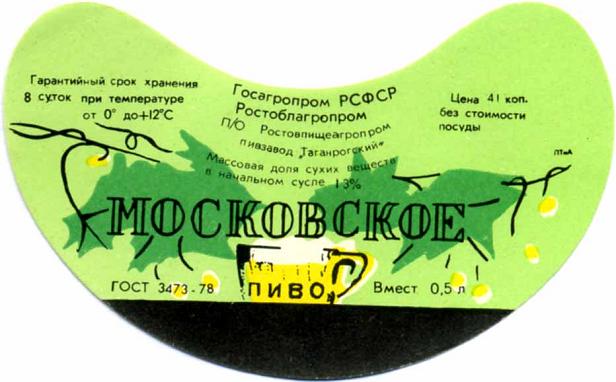 Гарантийный срок хранения
8 суток при температуре
от 0° до+12°С
Госагропром РСФСР
Ростоблагропром
П/О Ростовпищеагропром
пивзавод „Таганрогский"
Массовая доля сухих веществ
в начальном сусле 13%
Цена 41 коп.
без стоимости
посуды
МОСКОВСКОЕ
ПИВО
ГОСТ 3473-78
Вмест 0,5 л